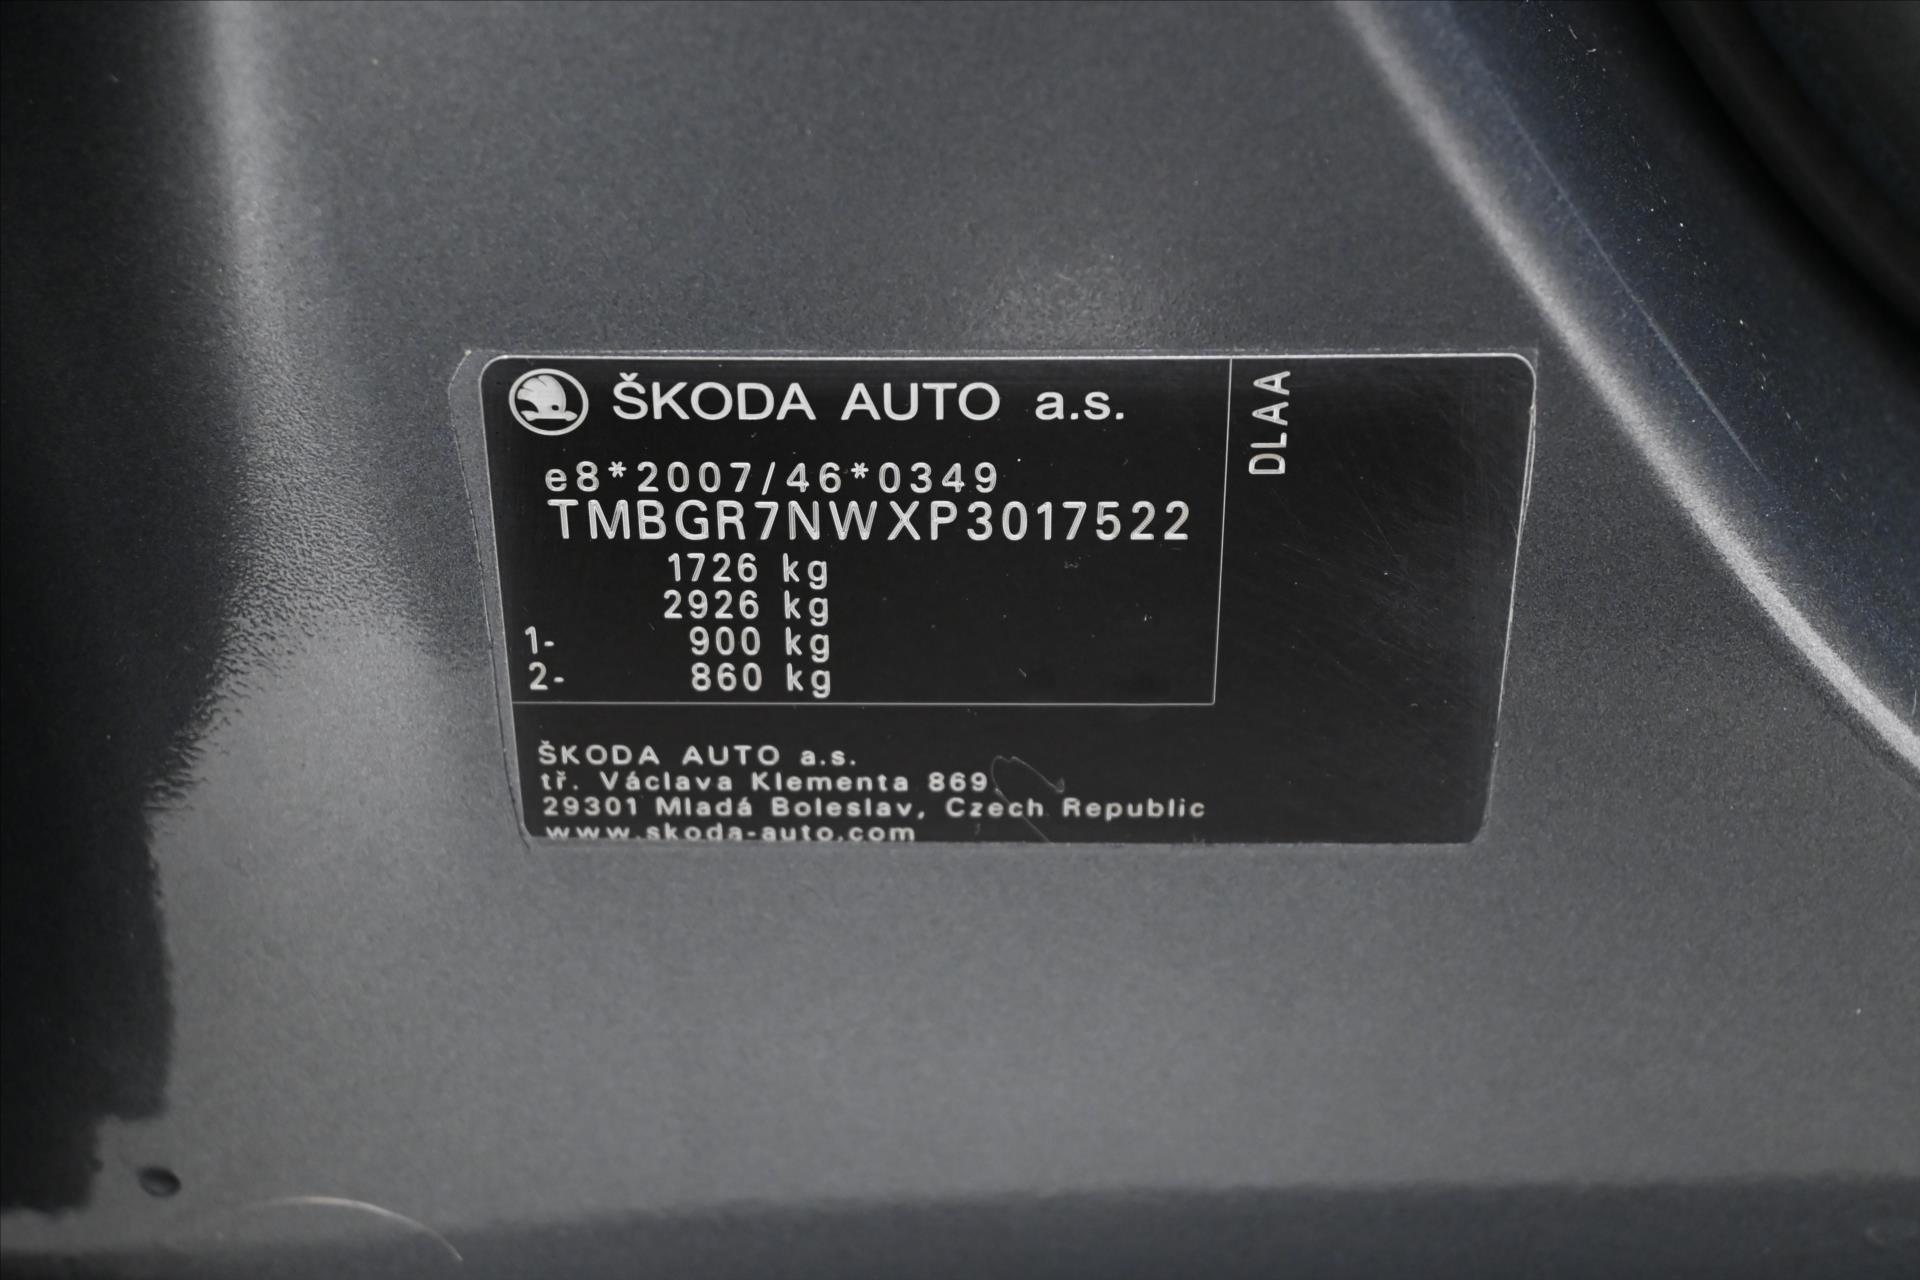 ŠKODA AUTO a.s.
DLAA
e8*2007/46*0349
TMBGR7NWXP3017522
1726 kg
2926 kg
1- 900 kg
2- 860 kg
ŠKODA AUTO a.s.
tř. Václava Klementa 869
29301 Mladá Boleslav, Czech Republic
www.skoda-auto.com